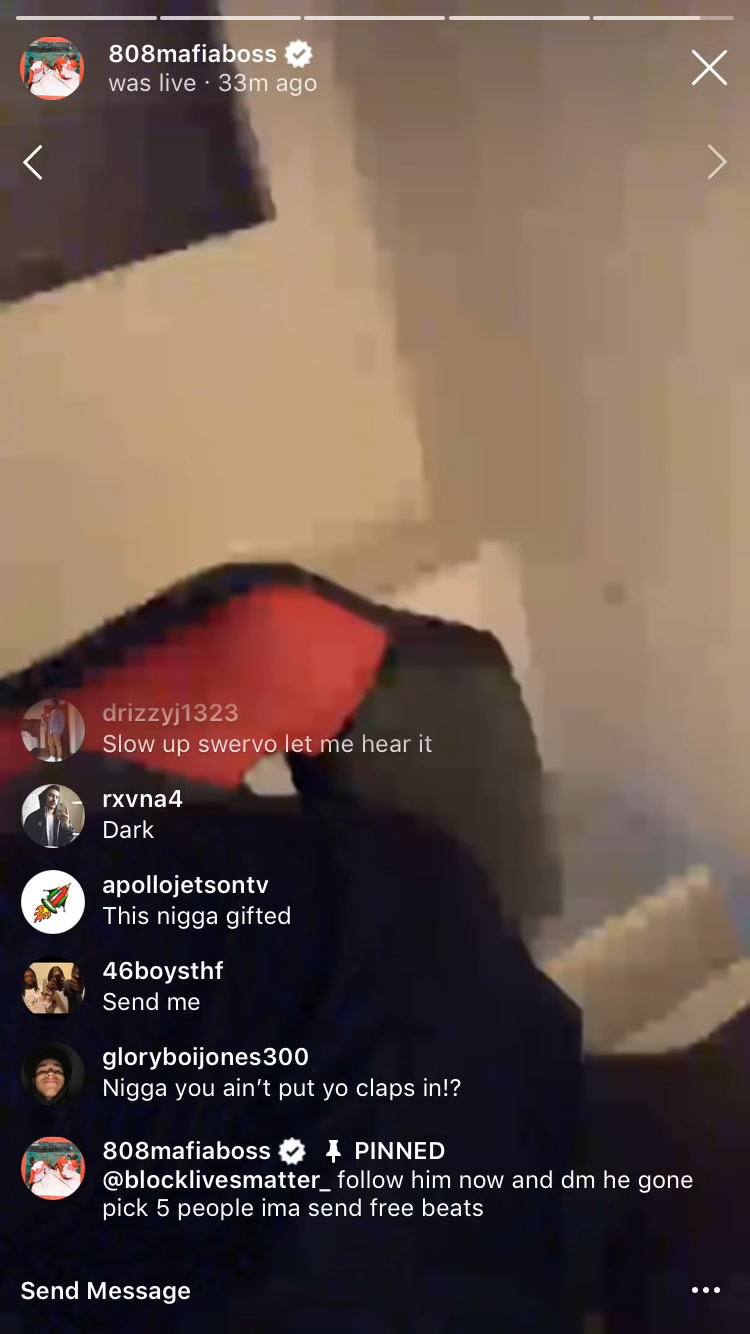 808mafiaboss
was live · 33m ago
drizzyj1323
Slow up swervo let me hear it
rxvna4
Dark
apollojetsontv
This nigga gifted
46boysthf
Send me
gloryboijones300
Nigga you ain’t put yo claps in!?
808mafiaboss PINNED
@blocklivesmatter_ follow him now and dm he gone
pick 5 people ima send free beats
Send Message